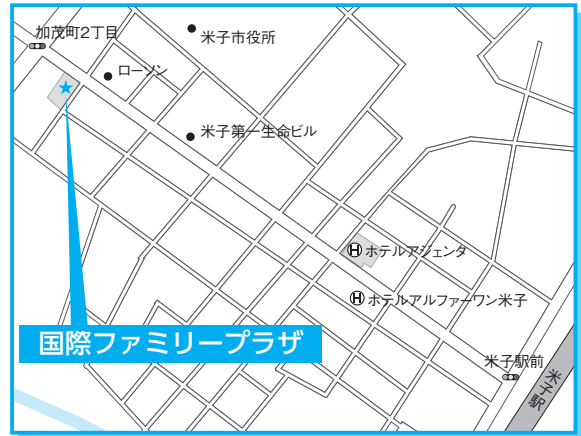 加茂町2丁目
米子市役所
ローソン
米子第一生命ビル
H ホテルアジェンタ
H ホテルアルファーワン米子
国際ファミリープラザ
米子駅前
米子駅